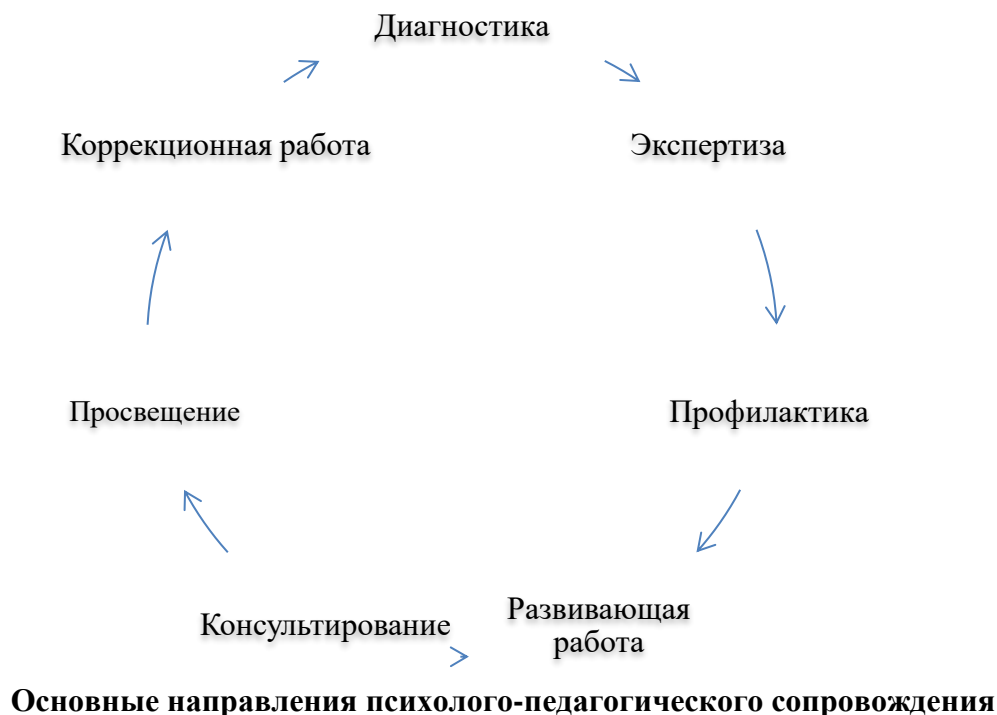 Диагностика
Коррекционная работа
Экспертиза
Просвещение
Профилактика
Консультирование
Развивающая
работа
Основные направления психолого-педагогического сопровождения